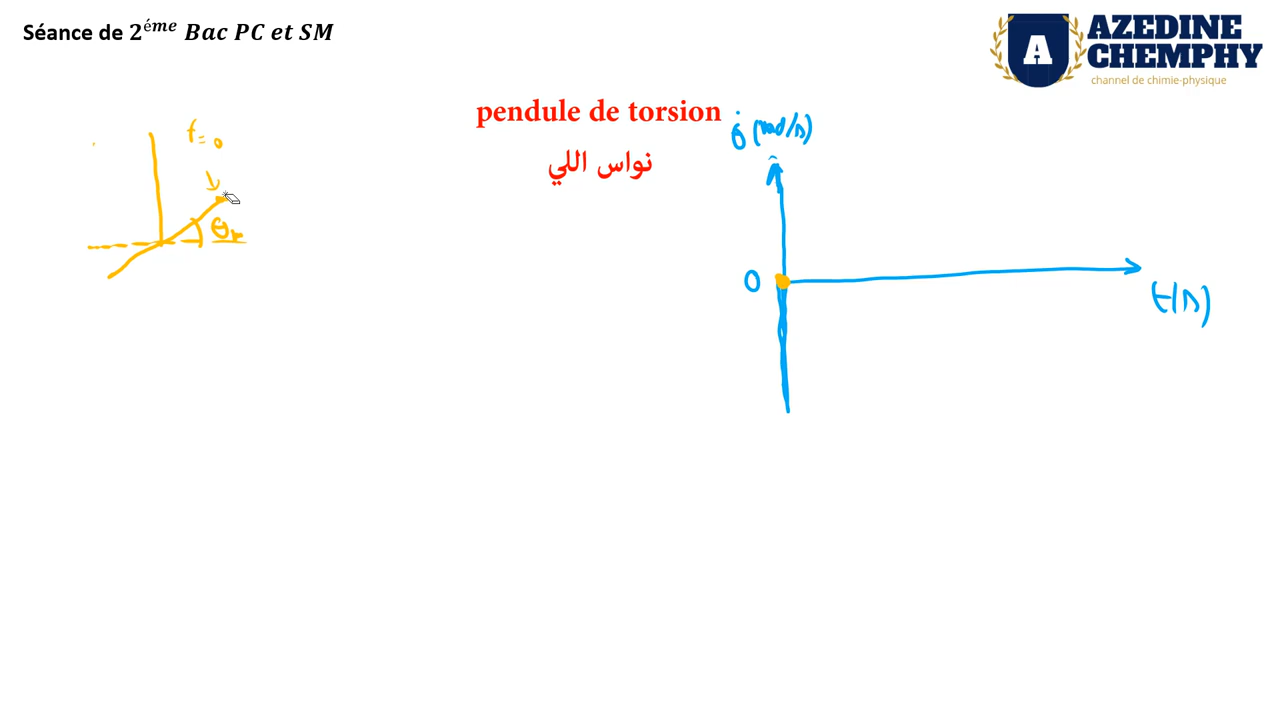 Séance de 2éme Bac PC et SM
AZEDINE
CHEMPHY
channel de chimie-physique
A
pendule de torsion
نواس اللي
t=0
θm
θ̇ (rad/s)
0
t(s)